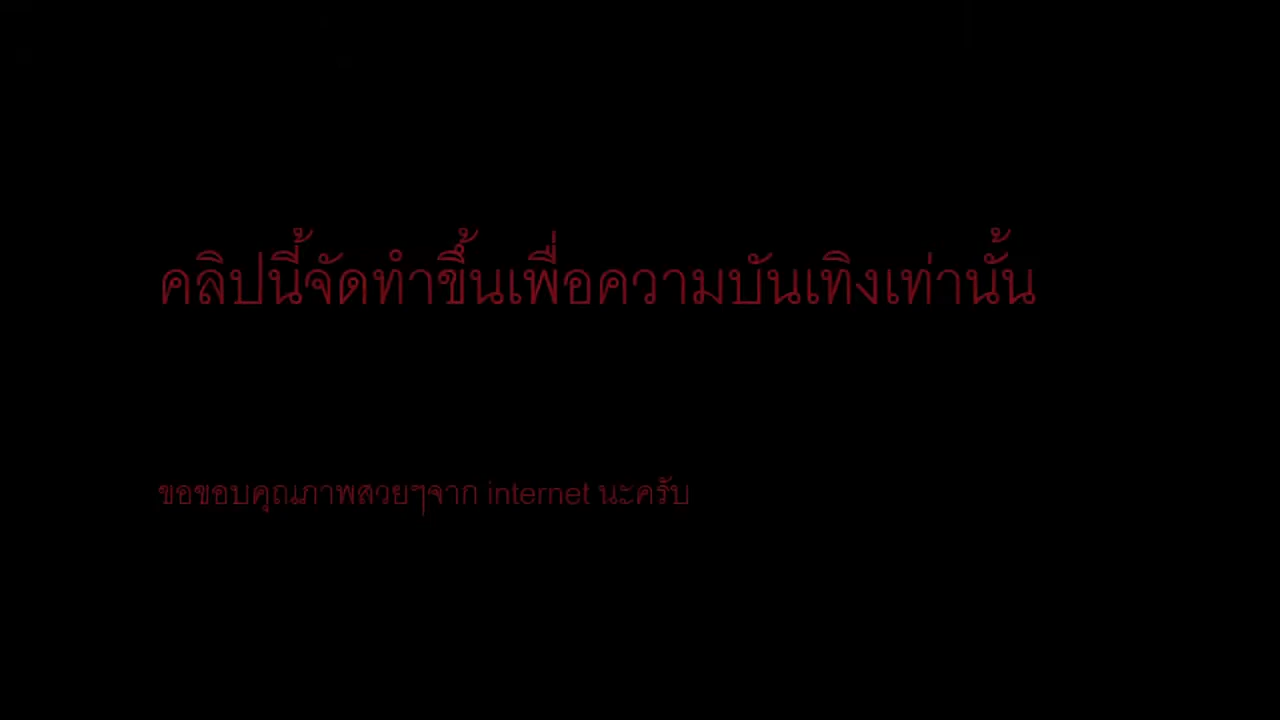 คลิปนี้จัดทำขึ้นเพื่อความบันเทิงเท่านั้น
ขอขอบคุณภาพสวยๆจาก internet นะครับ